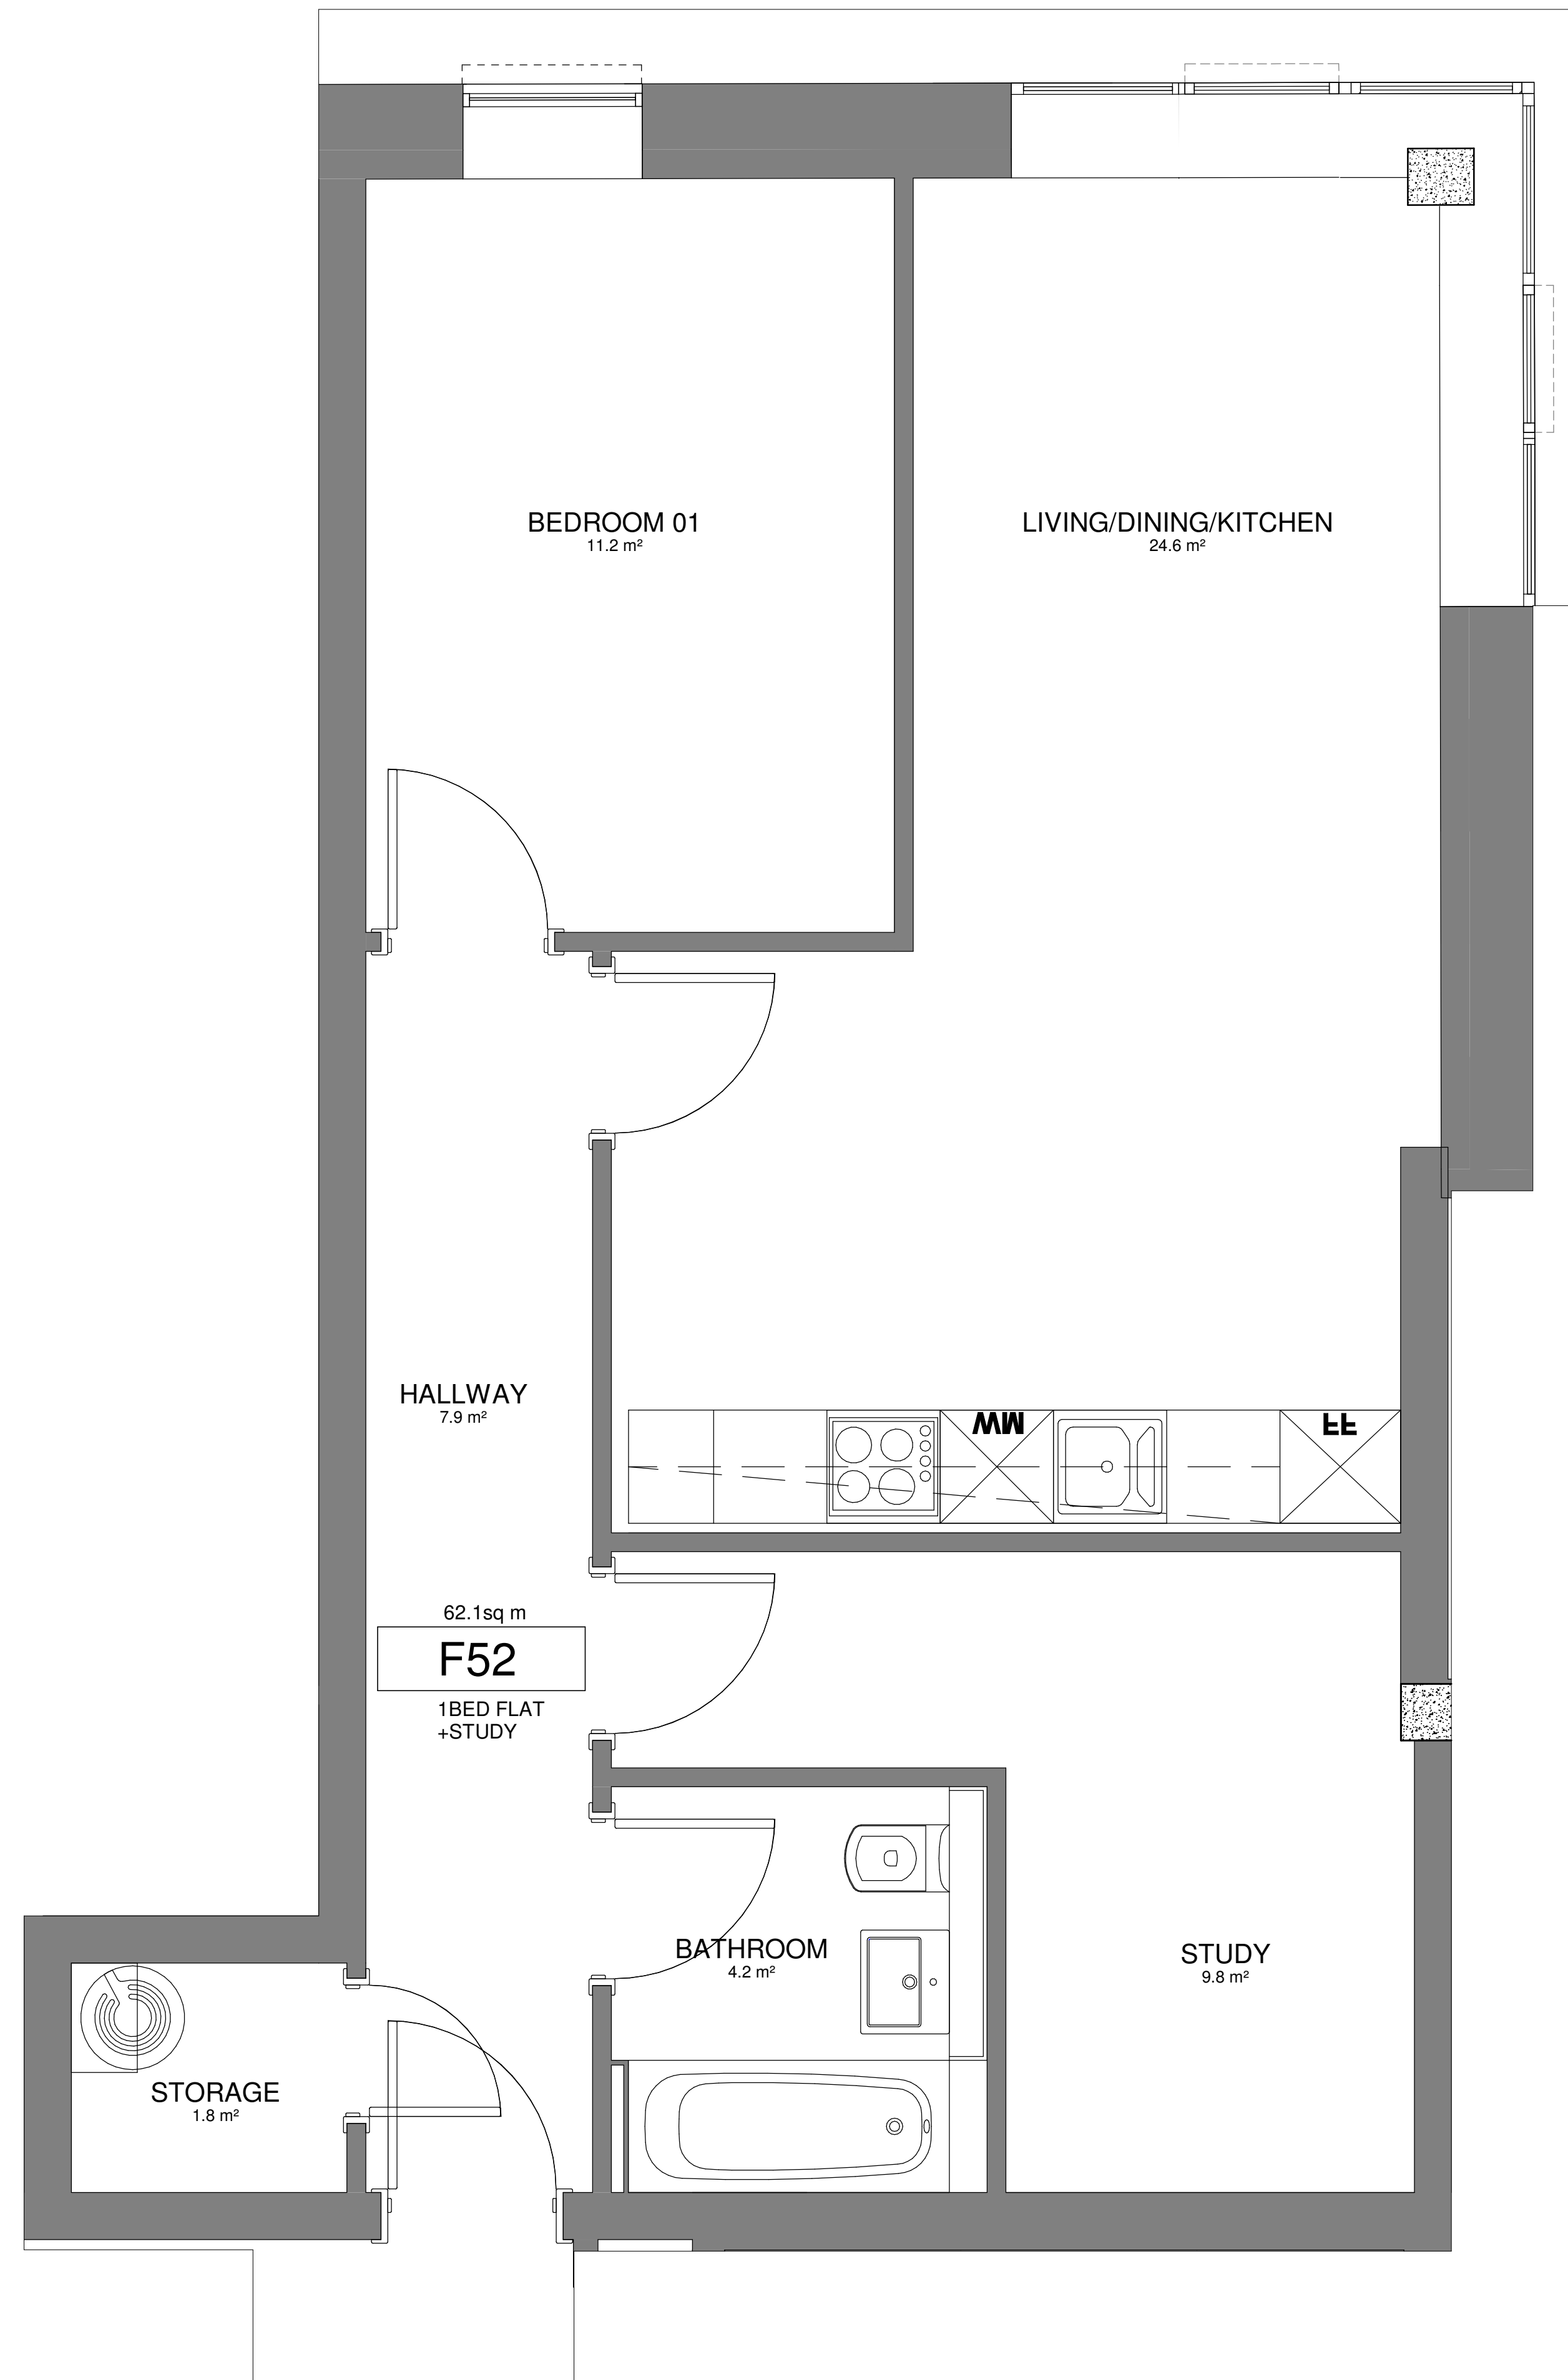 BEDROOM 01
11.2 m²
LIVING/DINING/KITCHEN
24.6 m²
HALLWAY
7.9 m²
MW
FF
62.1sq m
F52
1BED FLAT
+STUDY
BATHROOM
4.2 m²
STUDY
9.8 m²
STORAGE
1.8 m²